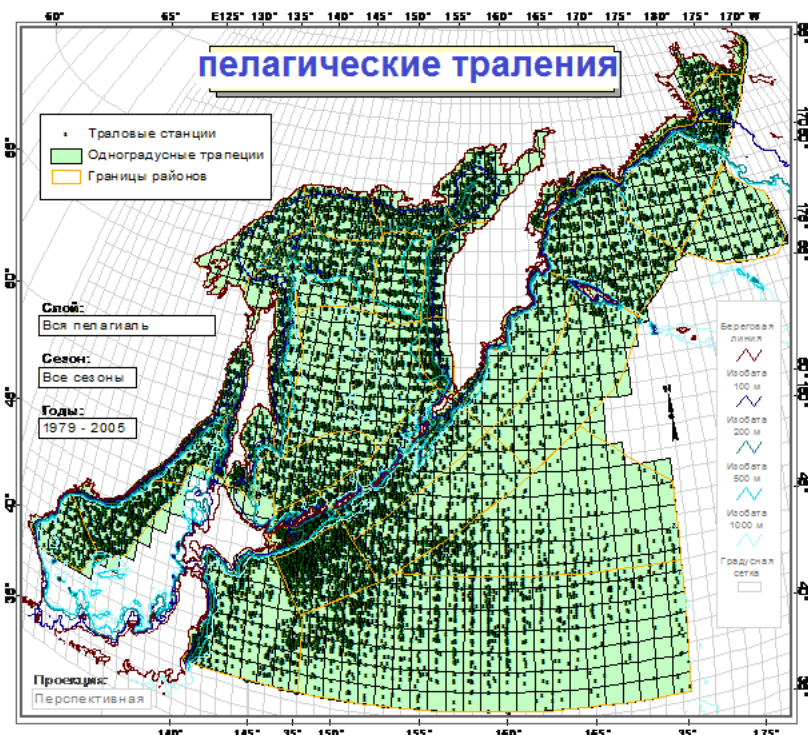 60° 65° E125° 130° 135° 140° 145° 150° 155° 160° 165° 170° 175° 180° 175° 170° W
пелагические траления
Траловые станции
Одноградусные трапеции
Границы районов
Слой:
Вся пелагиаль
Сезон:
Все сезоны
Годы:
1979 - 2005
Береговая
линия
Изобата
100 м
Изобата
200 м
Изобата
500 м
Изобата
1000 м
Градусная
сетка
Проекция:
Перспективная
140° 145° 35° 150° 155° 160° 165° 35° 175°